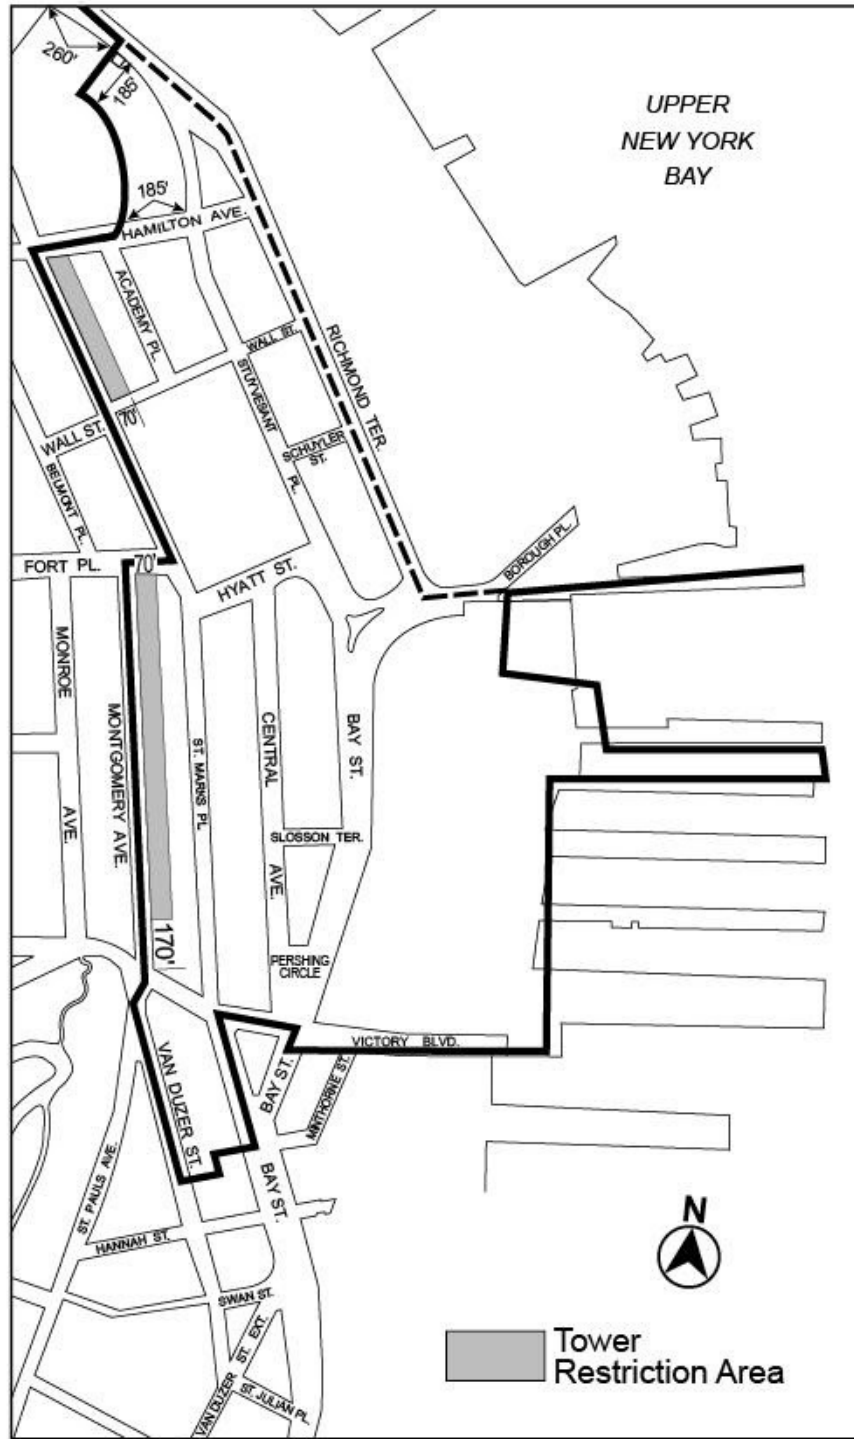 UPPER
NEW YORK
BAY
260'
185'
185'
HAMILTON AVE.
ACADEMY PL.
WALL ST.
STUYVESANT
PL.
RICHMOND TER.
70'
WALL ST.
SCHUYLER
ST.
BELMONT PL.
FORT PL.
70'
HYATT ST.
BOROUGH PL.
MONROE
AVE.
MONTGOMERY AVE.
ST. MARKS PL
CENTRAL
AVE.
BAY ST.
SLOSSON TER.
170'
PERSHING
CIRCLE
VICTORY BLVD.
VAN DUZER ST.
BAY ST.
MINTHORNE ST.
ST. PAULS AVE.
BAY ST.
HANNAH ST.
SWAN ST.
VAN DUZER ST. EXT.
ST. JULIAN PL.
N
Tower
Restriction Area